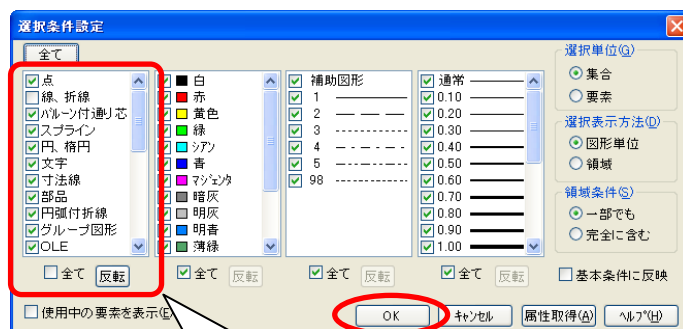 選択条件設定
全て
点
線、折線
バルーン付通り芯
スプライン
円、楕円
文字
寸法線
部品
円弧付折線
グループ図形
OLE
全て 反転
白
赤
黄色
緑
シアン
青
マジェンタ
暗灰
明灰
明青
薄緑
全て 反転
補助図形
1
2
3
4
5
98
全て 反転
通常
0.10
0.20
0.30
0.40
0.50
0.60
0.70
0.80
0.90
1.00
全て 反転
選択単位(G)
集合
要素
選択表示方法(D)
図形単位
領域
領域条件(S)
一部でも
完全に含む
基本条件に反映
使用中の要素を表示(E)
OK キャンセル 属性取得(A) ヘルプ(H)